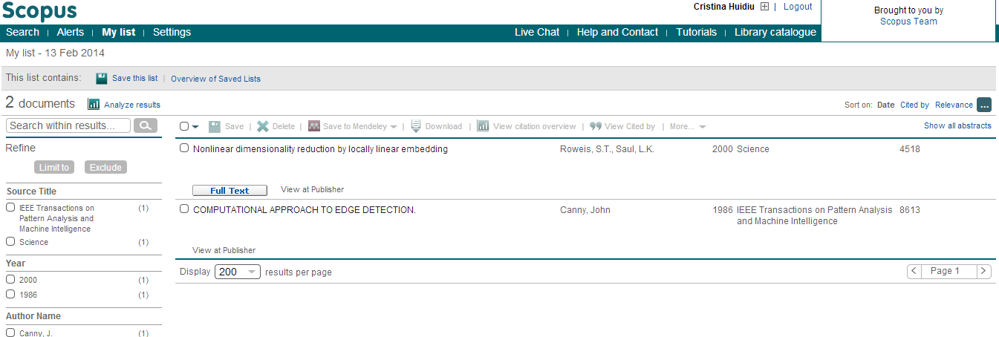 Scopus
Cristina Huidiu | Logout
Brought to you by
Scopus Team
Search | Alerts | My list | Settings
Live Chat | Help and Contact | Tutorials | Library catalogue
My list - 13 Feb 2014
This list contains: Save this list | Overview of Saved Lists
2 documents Analyze results
Sort on: Date Cited by Relevance ...
Search within results...
Save | Delete | Save to Mendeley | Download | View citation overview | View Cited by | More...
Show all abstracts
Refine
Limit to Exclude
Source Title
IEEE Transactions on (1)
Pattern Analysis and
Machine Intelligence
Science (1)
Year
2000 (1)
1986 (1)
Author Name
Canny, J. (1)
Nonlinear dimensionality reduction by locally linear embedding Roweis, S.T., Saul, L.K. 2000 Science 4518
Full Text View at Publisher
COMPUTATIONAL APPROACH TO EDGE DETECTION. Canny, John 1986 IEEE Transactions on Pattern Analysis 8613
and Machine Intelligence
View at Publisher
Display 200 results per page
< Page 1 >